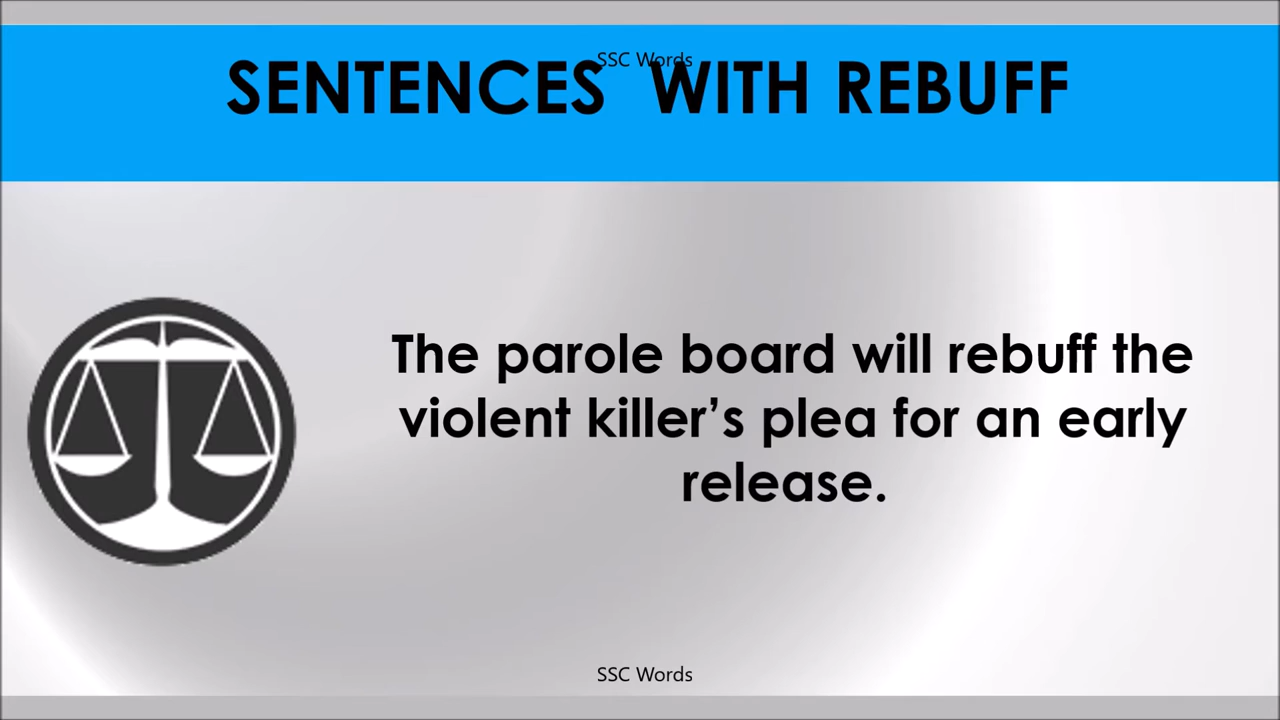 SSC Words
SENTENCES WITH REBUFF
The parole board will rebuff the
violent killer’s plea for an early
release.
SSC Words